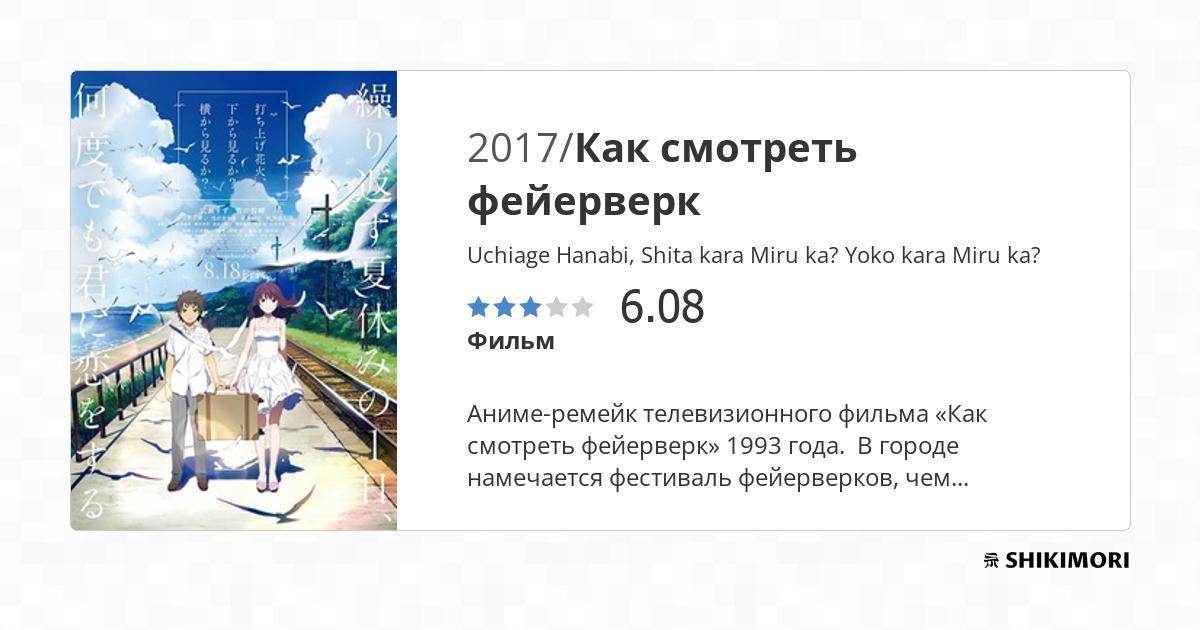 繰り返す夏休みの1日、
何度でも君に恋をする
打ち上げ花火、
下から見るか?
横から見るか?
8.18
2017/Как смотреть
фейерверк
Uchiage Hanabi, Shita kara Miru ka? Yoko kara Miru ka?
6.08
Фильм
Аниме-ремейк телевизионного фильма «Как
смотреть фейерверк» 1993 года.  В городе
намечается фестиваль фейерверков, чем...
SHIKIMORI